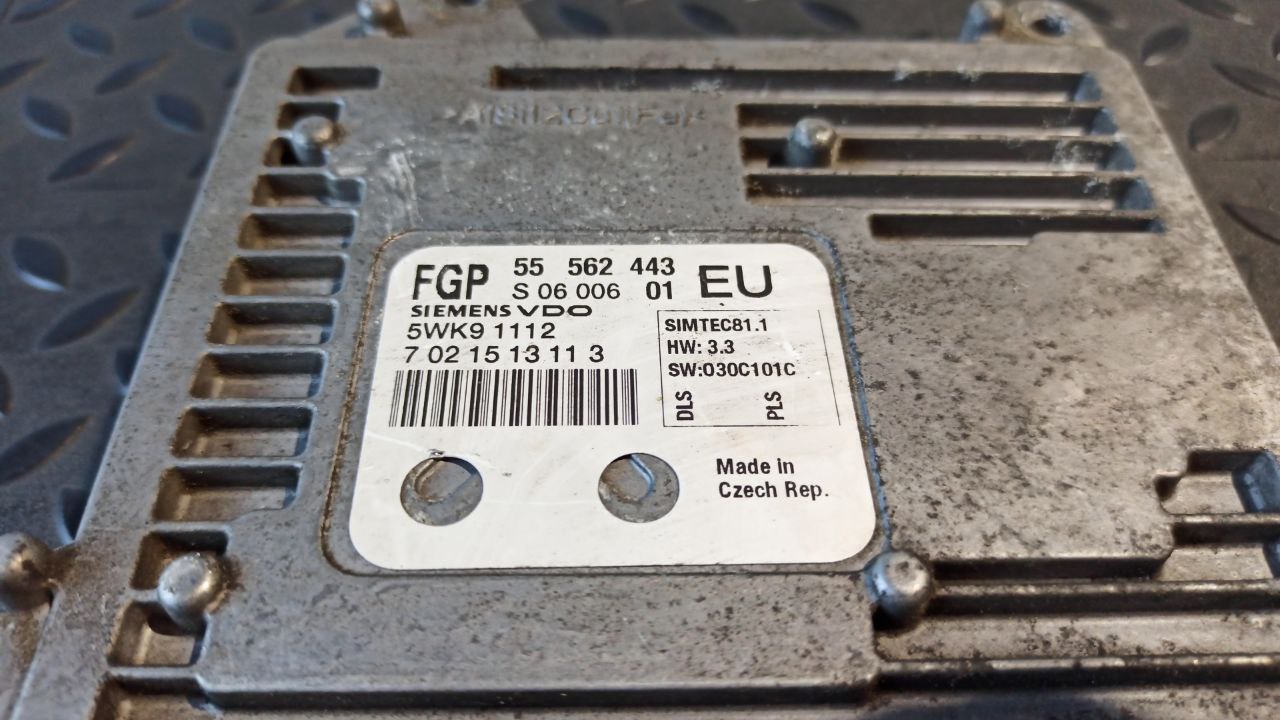 FGP 55 562 443 EU
S 06 006 01
SIEMENS VDO
5WK9 1112
7 02 15 13 11 3
SIMTEC81.1
HW: 3.3
SW:030C101C
DLS PLS
Made in
Czech Rep.